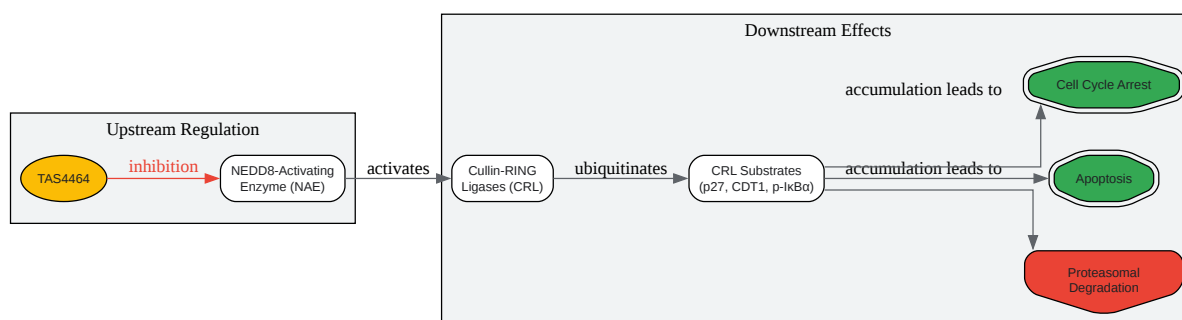 Downstream Effects
accumulation leads to
Cell Cycle Arrest
Upstream Regulation
TAS4464
inhibition
NEDD8-Activating
Enzyme (NAE)
activates
Cullin-RING
Ligases (CRL)
ubiquitinates
CRL Substrates
(p27, CDT1, p-IκBα)
accumulation leads to
Apoptosis
Proteasomal
Degradation